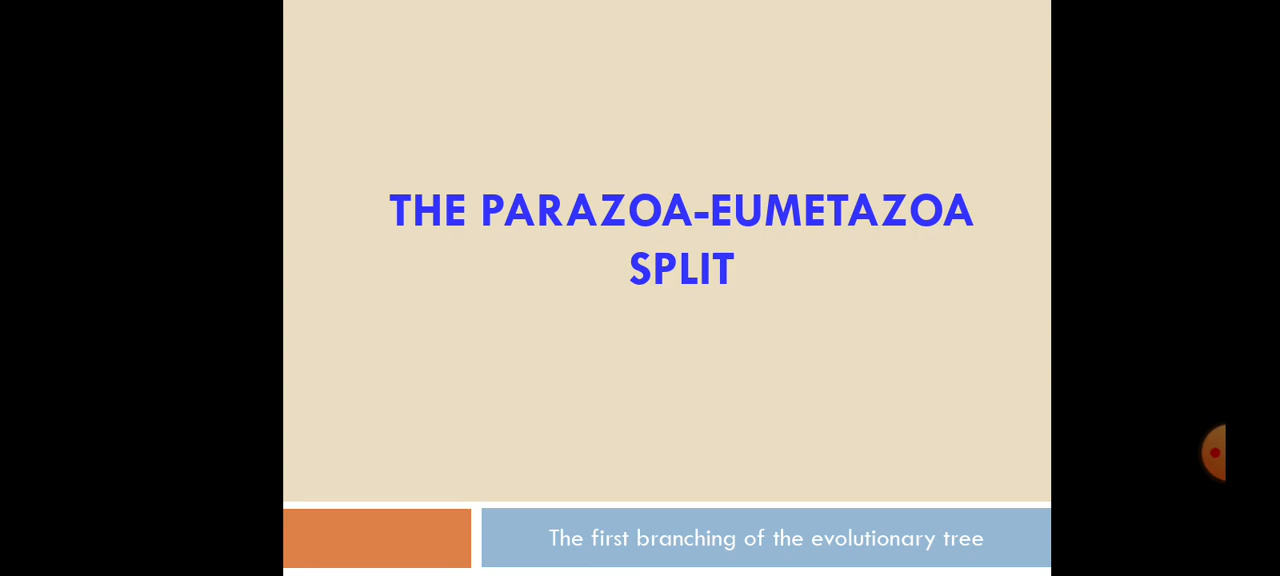 THE PARAZOA-EUMETAZOA
SPLIT
The first branching of the evolutionary tree